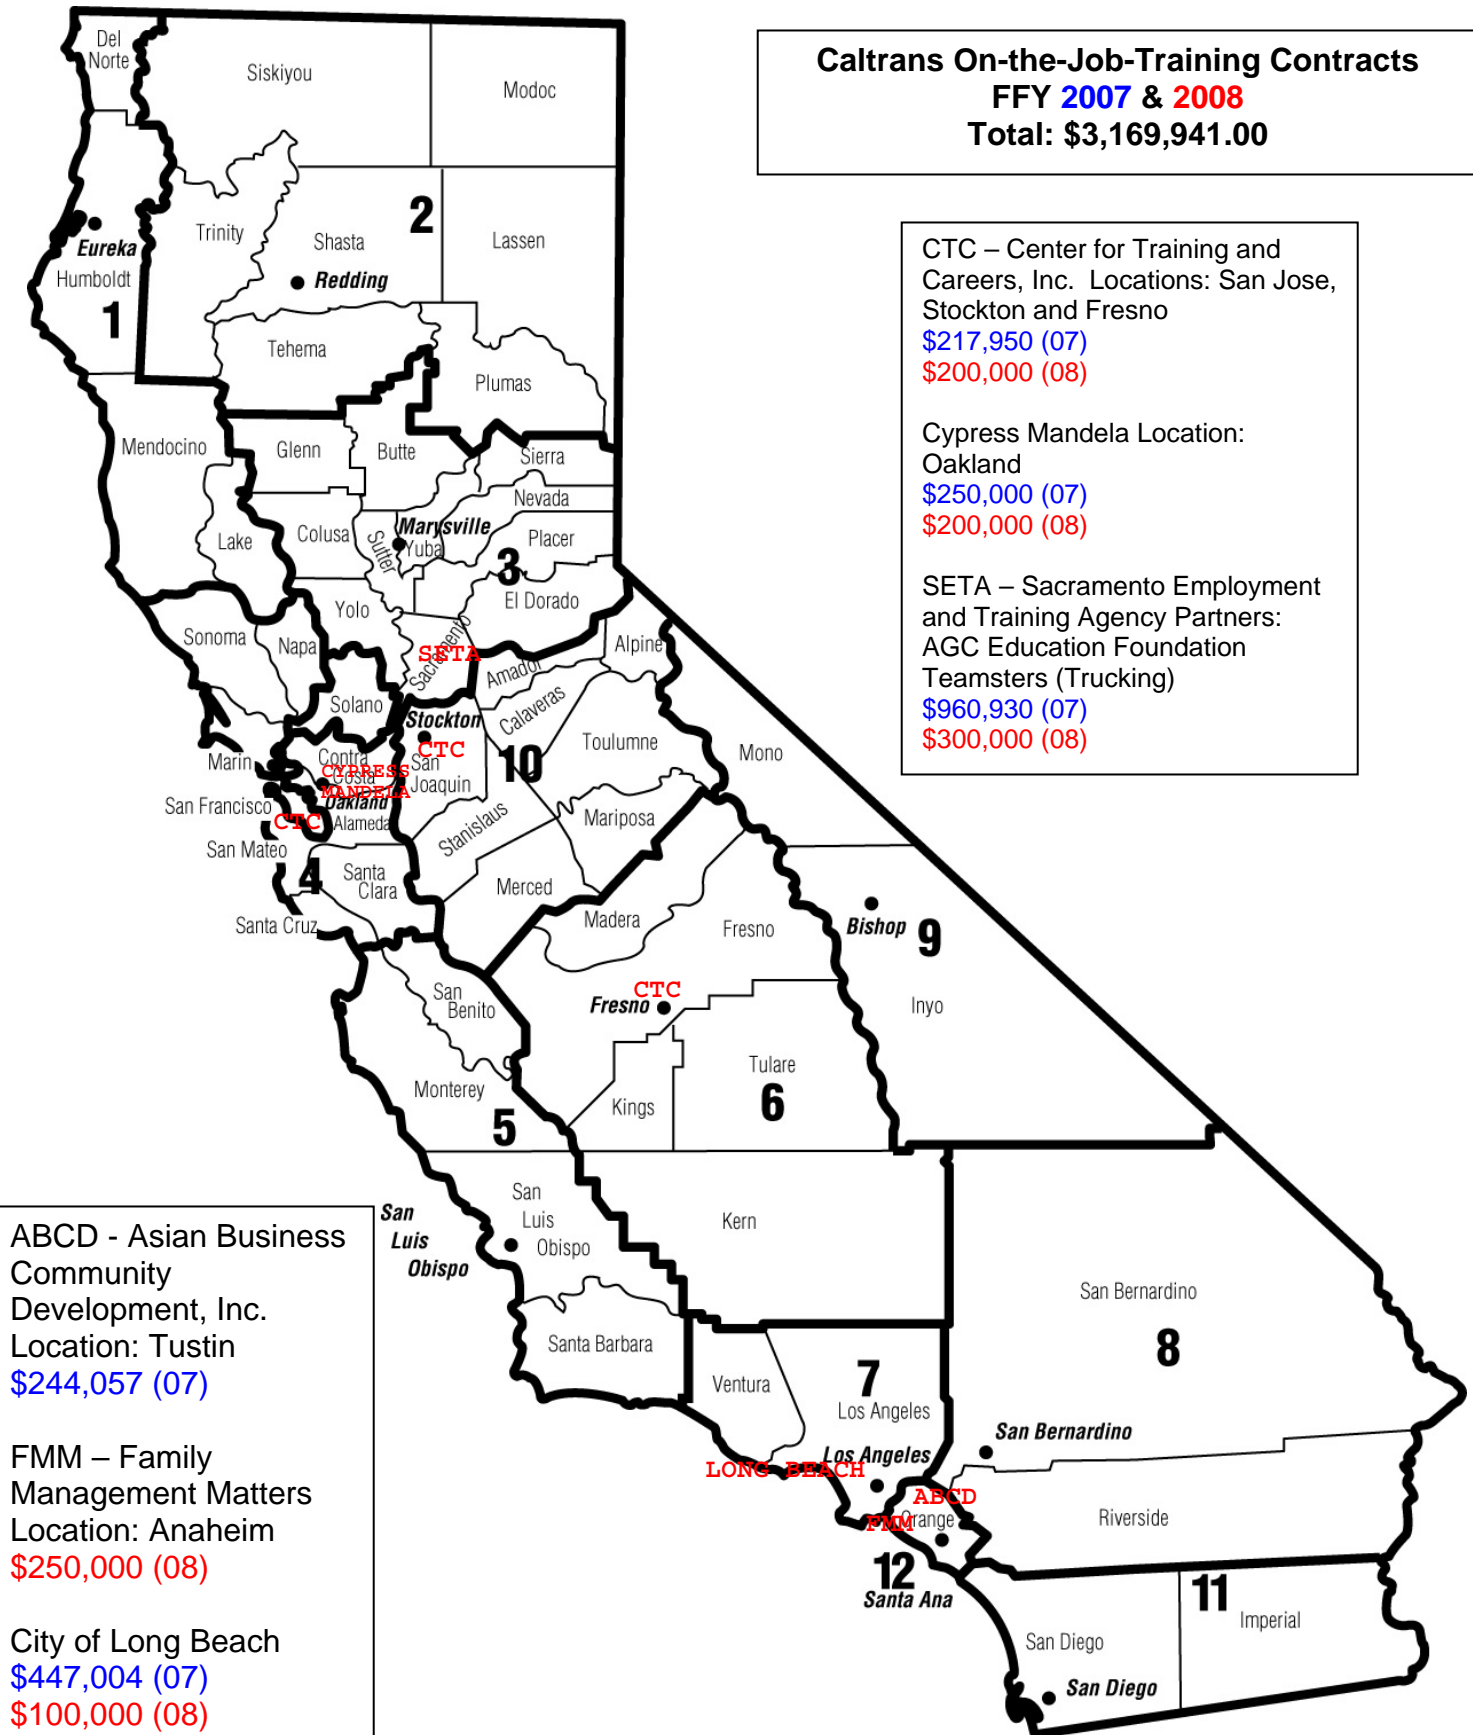 Caltrans On-the-Job-Training Contracts
FFY 2007 & 2008
Total: $3,169,941.00
CTC – Center for Training and
Careers, Inc.  Locations: San Jose,
Stockton and Fresno
$217,950 (07)
$200,000 (08)
Cypress Mandela Location:
Oakland
$250,000 (07)
$200,000 (08)
SETA – Sacramento Employment
and Training Agency Partners:
AGC Education Foundation
Teamsters (Trucking)
$960,930 (07)
$300,000 (08)
Del
Norte
Siskiyou
Modoc
Trinity
Shasta
2
Lassen
Eureka
Humboldt
1
Redding
Tehema
Plumas
Mendocino
Glenn
Butte
Sierra
Nevada
Lake
Colusa
Sutter
Marysville
Yuba
Placer
3
El Dorado
Yolo
Sonoma
Napa
Sacramento
SETA
Amador
Alpine
Solano
Calaveras
Stockton
CTC
Toulumne
Mono
Marin
Contra
Costa
CYPRESS
MANDELA
San
Joaquin
10
Oakland
San Francisco
CTC
Alameda
Stanislaus
Mariposa
San Mateo
4
Santa
Clara
Merced
Santa Cruz
Madera
Fresno
Bishop
9
San
Benito
Fresno
CTC
Inyo
Monterey
5
Kings
Tulare
6
San
Luis
Obispo
San
Luis
Obispo
Kern
San Bernardino
8
Santa Barbara
Ventura
7
Los Angeles
Los Angeles
LONG BEACH
San Bernardino
ABCD
FMM
Orange
Riverside
12
Santa Ana
11
Imperial
San Diego
San Diego
ABCD - Asian Business
Community
Development, Inc.
Location: Tustin
$244,057 (07)
FMM – Family
Management Matters
Location: Anaheim
$250,000 (08)
City of Long Beach
$447,004 (07)
$100,000 (08)